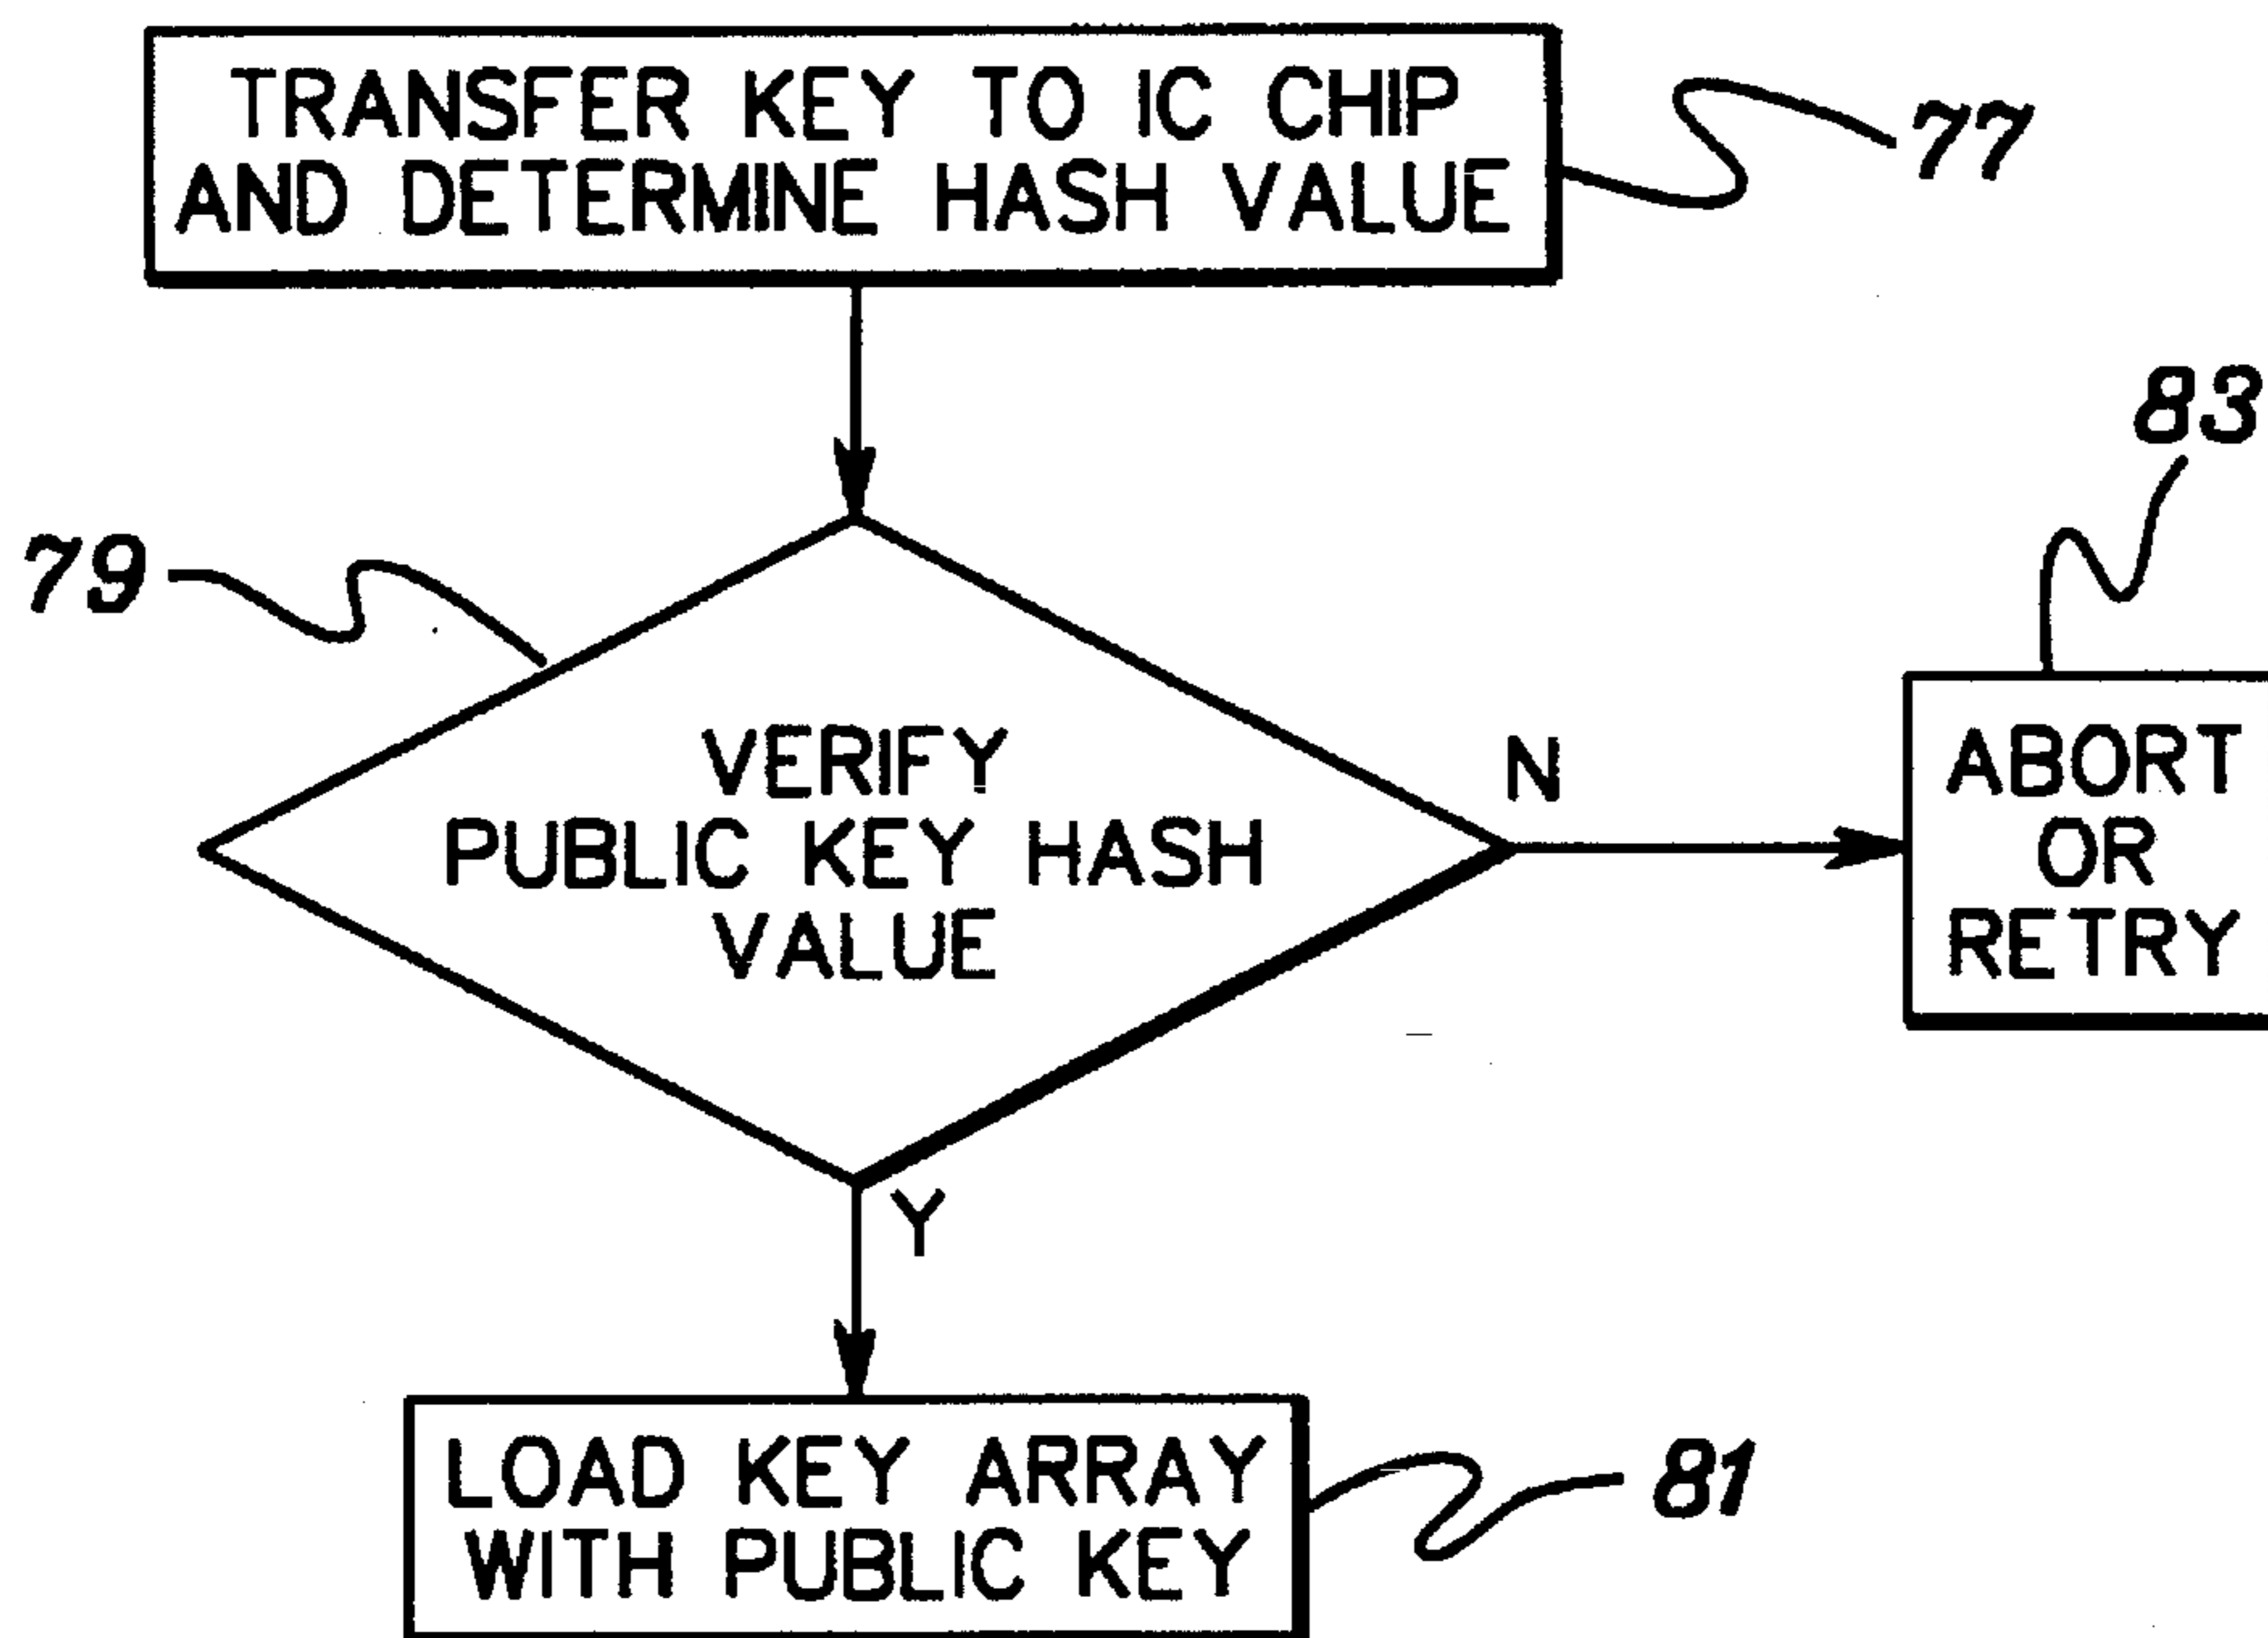 TRANSFER KEY TO IC CHIP
AND DETERMINE HASH VALUE
77
83
79
VERIFY
PUBLIC KEY HASH
VALUE
N
ABORT
OR
RETRY
Y
LOAD KEY ARRAY
WITH PUBLIC KEY
81